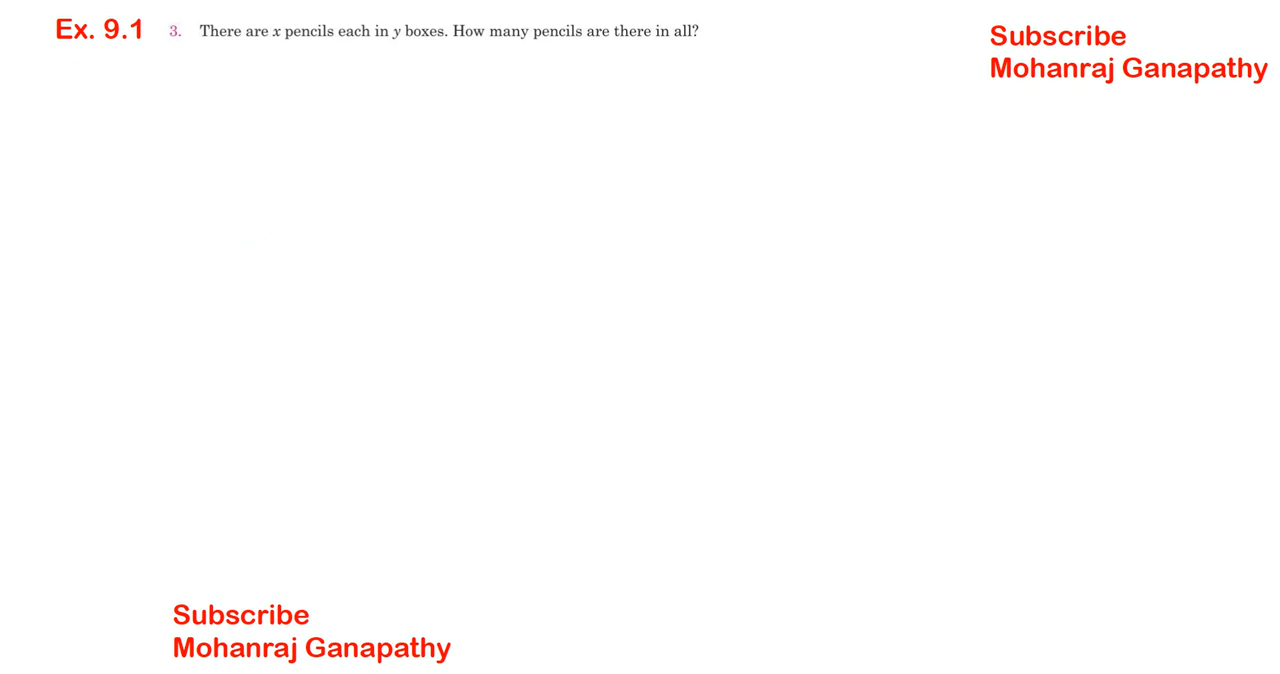 Ex. 9.1 3. There are x pencils each in y boxes. How many pencils are there in all?
Subscribe
Mohanraj Ganapathy
Subscribe
Mohanraj Ganapathy